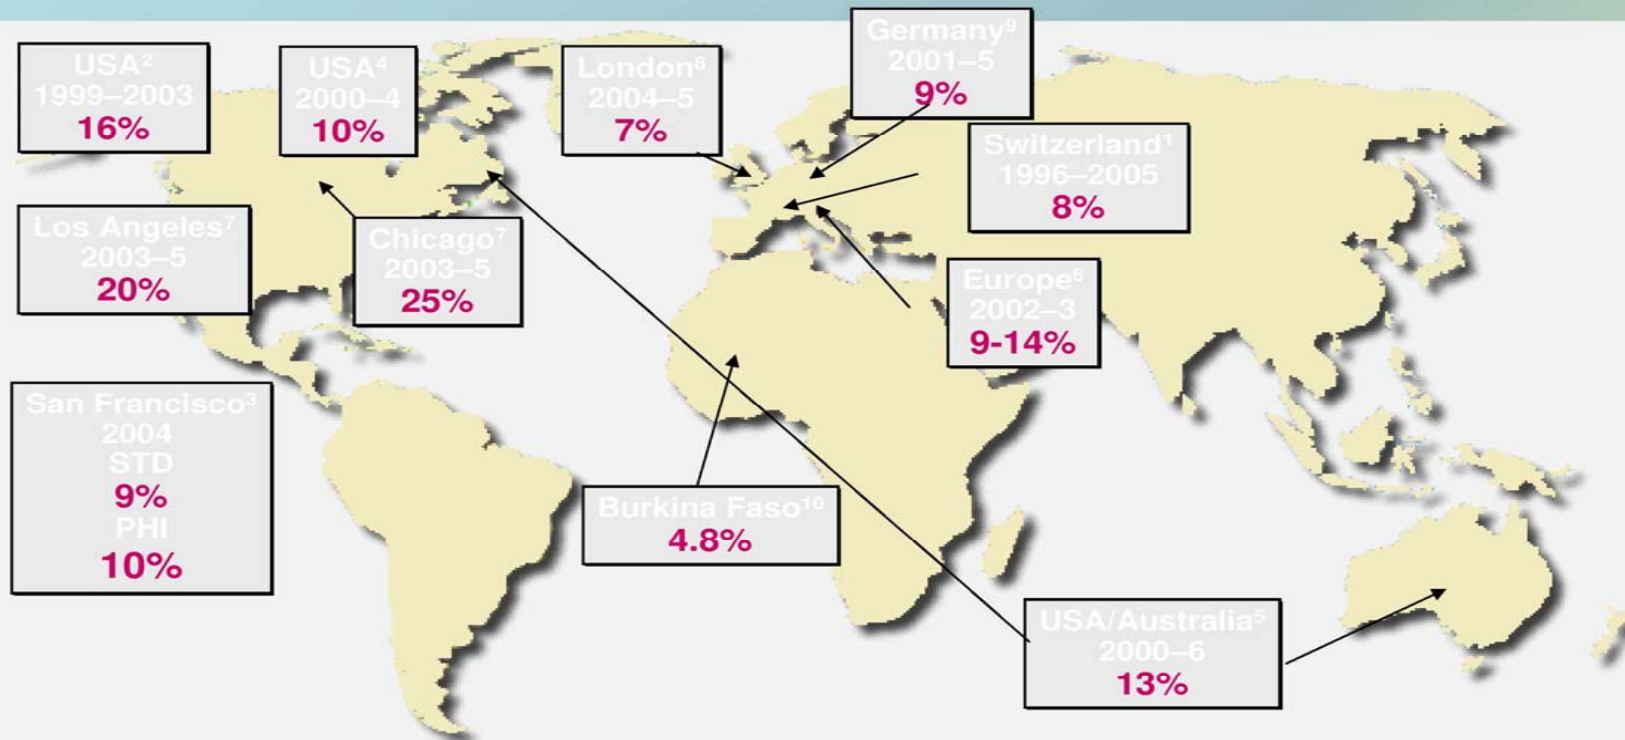 USA²
1999–2003
16%
USA⁴
2000–4
10%
London⁸
2004–5
7%
Germany⁹
2001–5
9%
Switzerland¹
1996–2005
8%
Los Angeles⁷
2003–5
20%
Chicago⁷
2003–5
25%
Europe⁶
2002–3
9-14%
San Francisco³
2004
STD
9%
PHI
10%
Burkina Faso¹⁰
4.8%
USA/Australia⁵
2000–6
13%